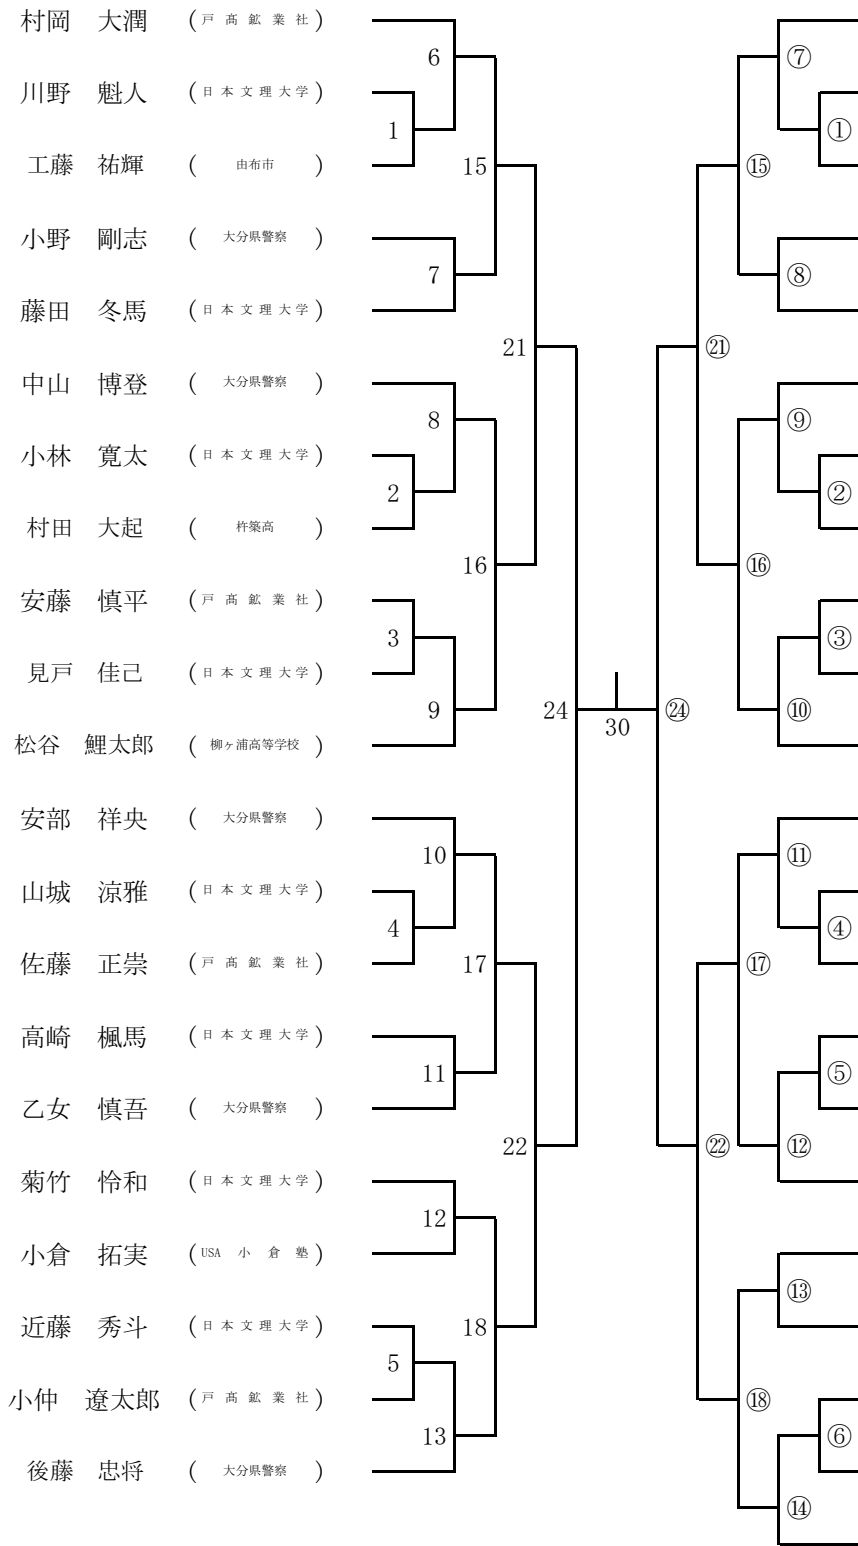 村岡 大潤 (戸髙鉱業社)
6
⑦
川野 魁人 (日本文理大学)
1
①
工藤 祐輝 (由布市)
15
⑮
小野 剛志 (大分県警察)
7
⑧
藤田 冬馬 (日本文理大学)
21
㉑
中山 博登 (大分県警察)
8
⑨
小林 寛太 (日本文理大学)
2
②
村田 大起 (杵築高)
16
⑯
安藤 慎平 (戸髙鉱業社)
3
③
見戸 佳己 (日本文理大学)
9
24
30
㉔
⑩
松谷 鯉太郎 (柳ヶ浦高等学校)
安部 祥央 (大分県警察)
10
⑪
山城 涼雅 (日本文理大学)
4
④
佐藤 正崇 (戸髙鉱業社)
17
⑰
高崎 楓馬 (日本文理大学)
11
⑤
乙女 慎吾 (大分県警察)
22
㉒
⑫
菊竹 怜和 (日本文理大学)
12
小倉 拓実 (USA 小倉塾)
⑬
近藤 秀斗 (日本文理大学)
18
5
小仲 遼太郎 (戸髙鉱業社)
⑱
13
⑥
後藤 忠将 (大分県警察)
⑭